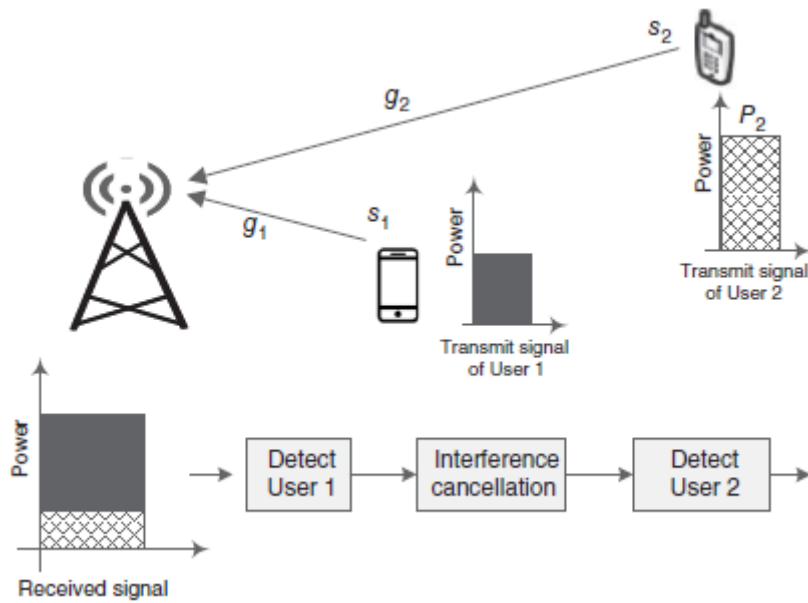 s2
g2
P2
Power
Transmit signal
of User 2
g1
s1
Power
Transmit signal
of User 1
Power
Received signal
Detect
User 1
Interference
cancellation
Detect
User 2